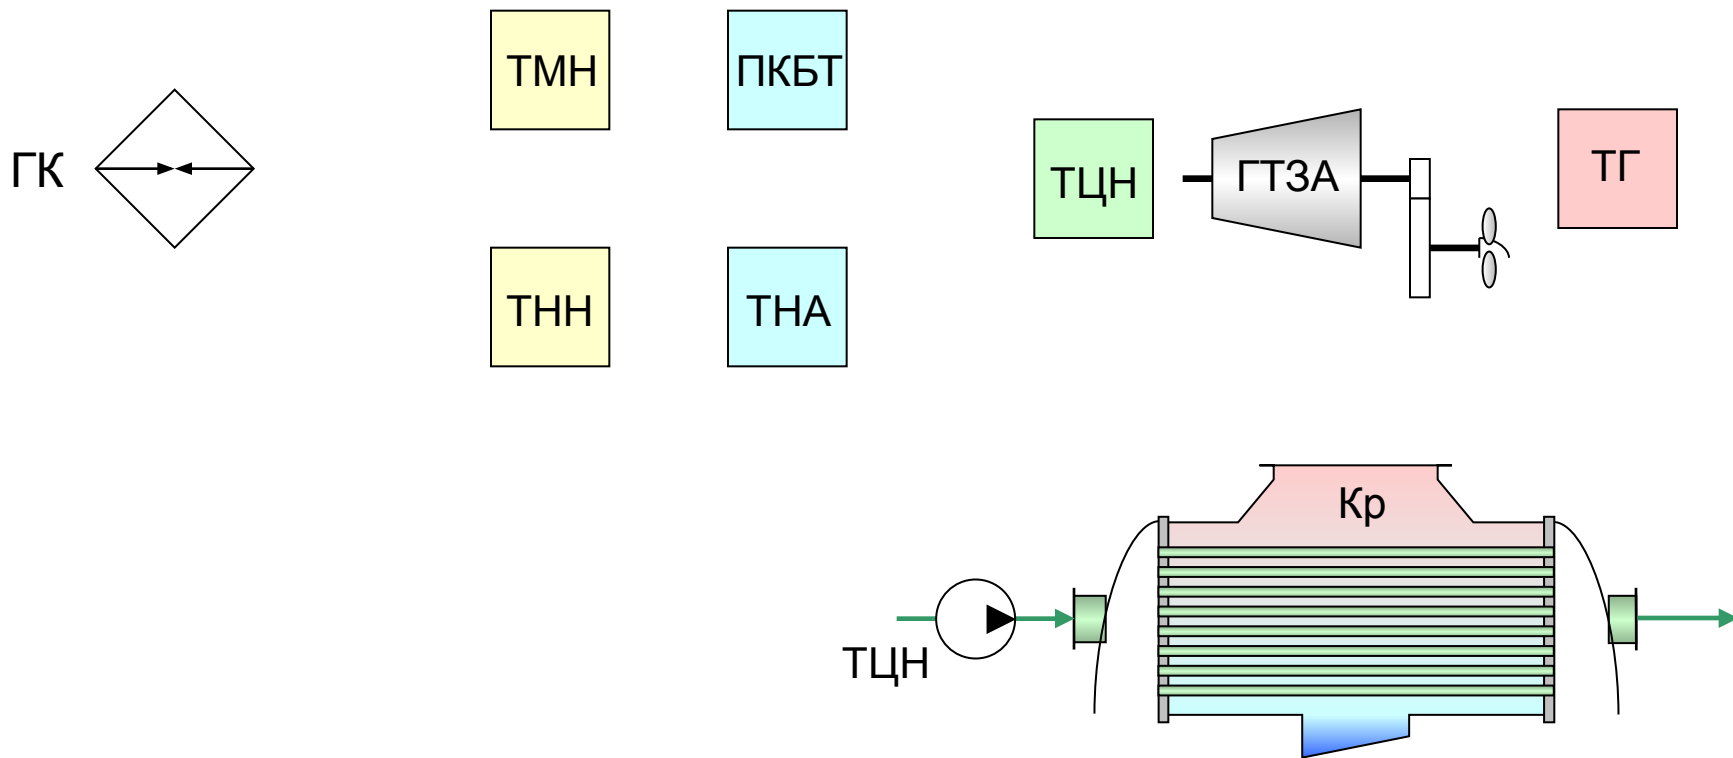 ТМН
ПКБТ
ГК
ТЦН
ГТЗА
ТГ
ТНН
ТНА
Кр
ТЦН